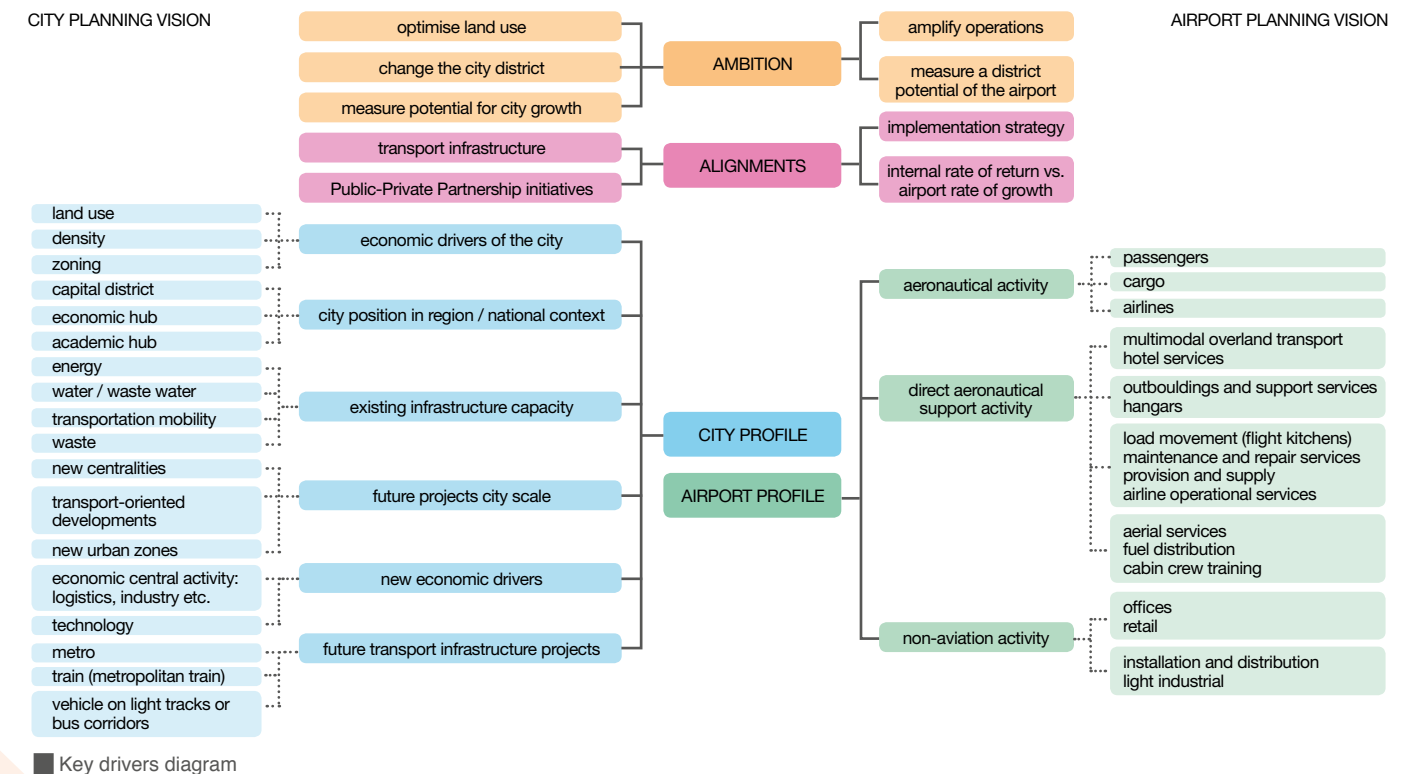 CITY PLANNING VISION
AIRPORT PLANNING VISION
optimise land use
change the city district
measure potential for city growth
AMBITION
amplify operations
measure a district
potential of the airport
transport infrastructure
Public-Private Partnership initiatives
ALIGNMENTS
implementation strategy
internal rate of return vs.
airport rate of growth
land use
density
zoning
economic drivers of the city
capital district
economic hub
academic hub
city position in region / national context
energy
water / waste water
transportation mobility
waste
existing infrastructure capacity
new centralities
transport-oriented
developments
new urban zones
future projects city scale
economic central activity:
logistics, industry etc.
technology
new economic drivers
metro
train (metropolitan train)
vehicle on light tracks or
bus corridors
future transport infrastructure projects
CITY PROFILE
AIRPORT PROFILE
aeronautical activity
passengers
cargo
airlines
direct aeronautical
support activity
multimodal overland transport
hotel services
outbouldings and support services
hangars
load movement (flight kitchens)
maintenance and repair services
provision and supply
airline operational services
aerial services
fuel distribution
cabin crew training
non-aviation activity
offices
retail
installation and distribution
light industrial
Key drivers diagram